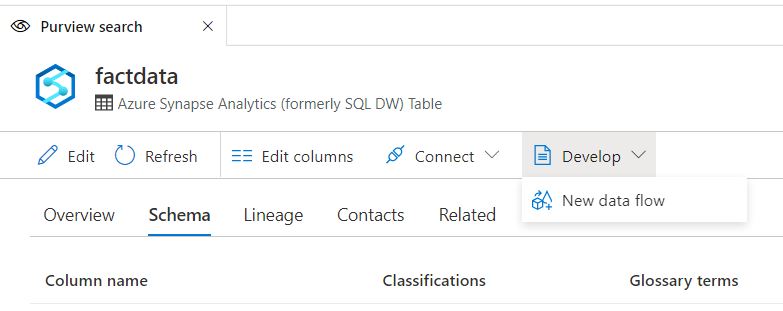 Purview search
factdata
Azure Synapse Analytics (formerly SQL DW) Table
Edit Refresh Edit columns Connect Develop
New data flow
Overview Schema Lineage Contacts Related
Column name Classifications Glossary terms